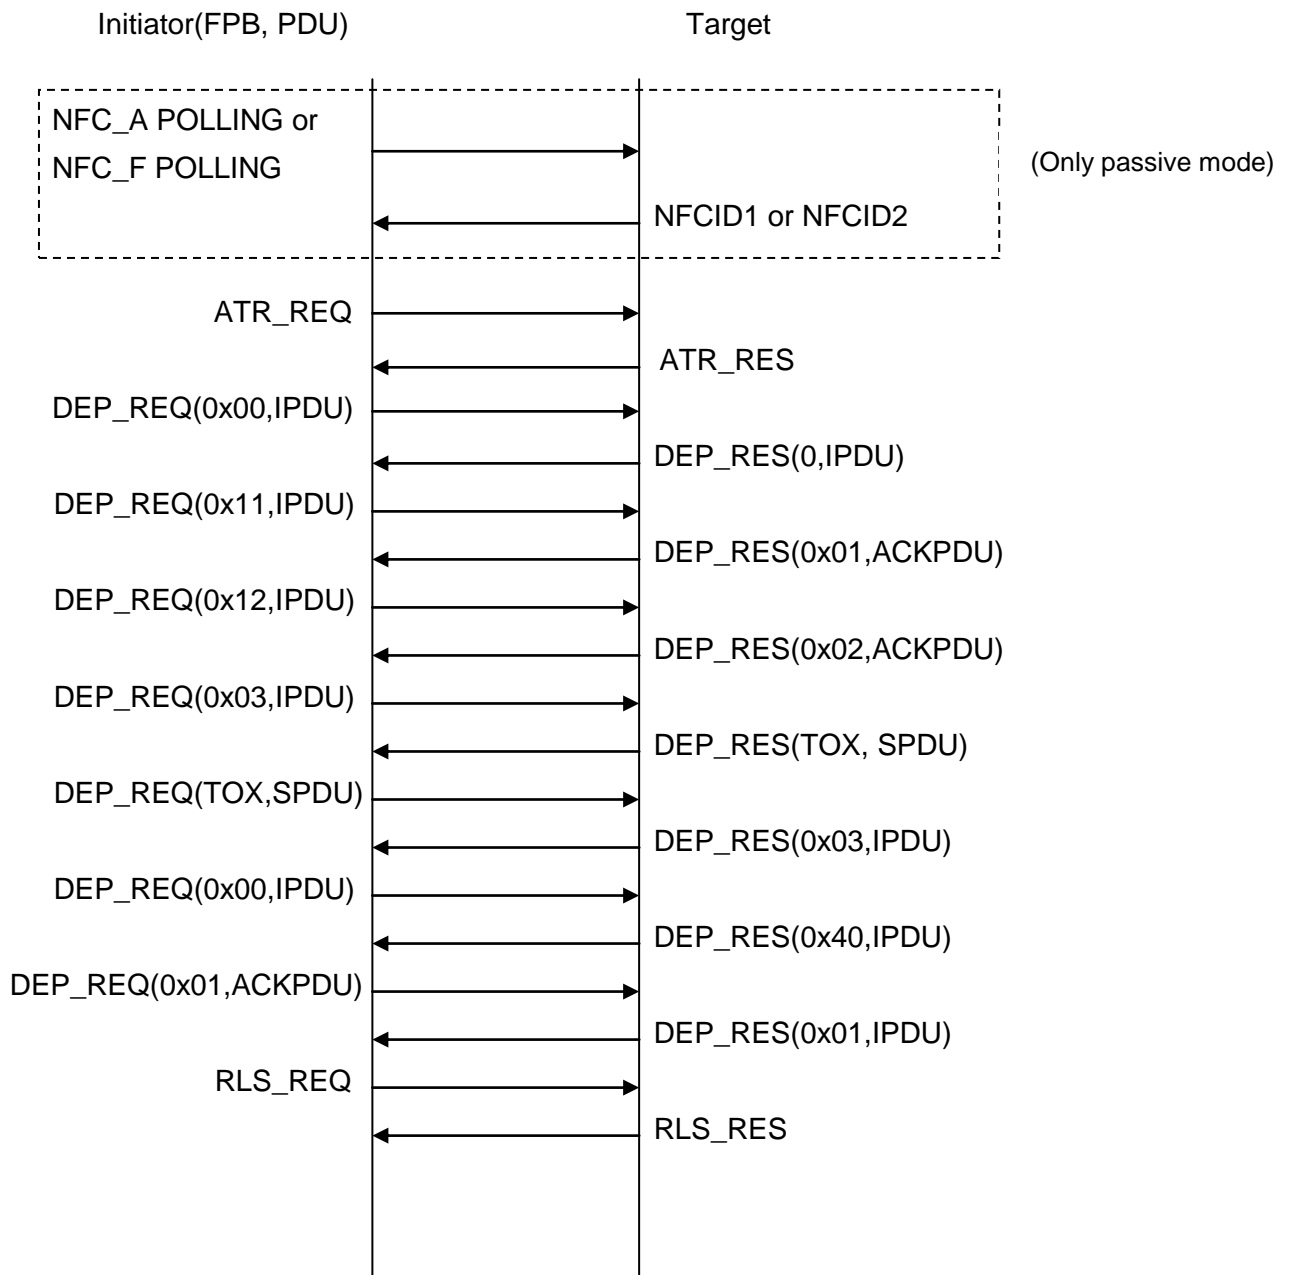 Initiator(FPB, PDU)
Target
NFC_A POLLING or
NFC_F POLLING
(Only passive mode)
NFCID1 or NFCID2
ATR_REQ
ATR_RES
DEP_REQ(0x00,IPDU)
DEP_RES(0,IPDU)
DEP_REQ(0x11,IPDU)
DEP_RES(0x01,ACKPDU)
DEP_REQ(0x12,IPDU)
DEP_RES(0x02,ACKPDU)
DEP_REQ(0x03,IPDU)
DEP_RES(TOX, SPDU)
DEP_REQ(TOX,SPDU)
DEP_RES(0x03,IPDU)
DEP_REQ(0x00,IPDU)
DEP_RES(0x40,IPDU)
DEP_REQ(0x01,ACKPDU)
DEP_RES(0x01,IPDU)
RLS_REQ
RLS_RES